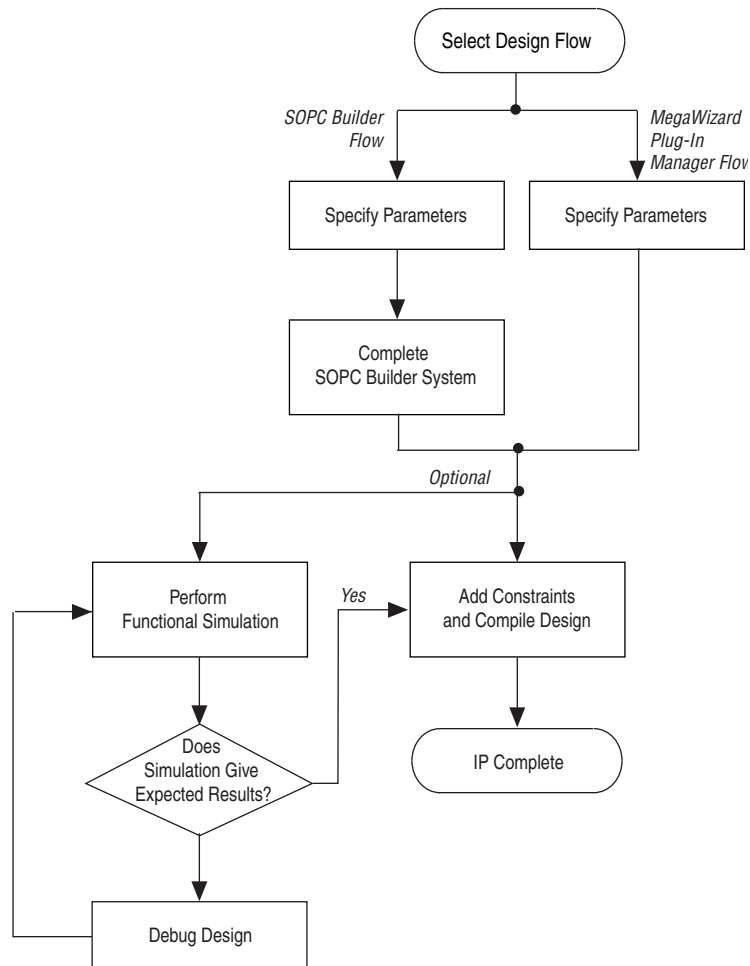 Select Design Flow
SOPC Builder
Flow
MegaWizard
Plug-In
Manager Flow
Specify Parameters
Specify Parameters
Complete
SOPC Builder System
Optional
Perform
Functional Simulation
Yes
Add Constraints
and Compile Design
Does
Simulation Give
Expected Results?
IP Complete
Debug Design